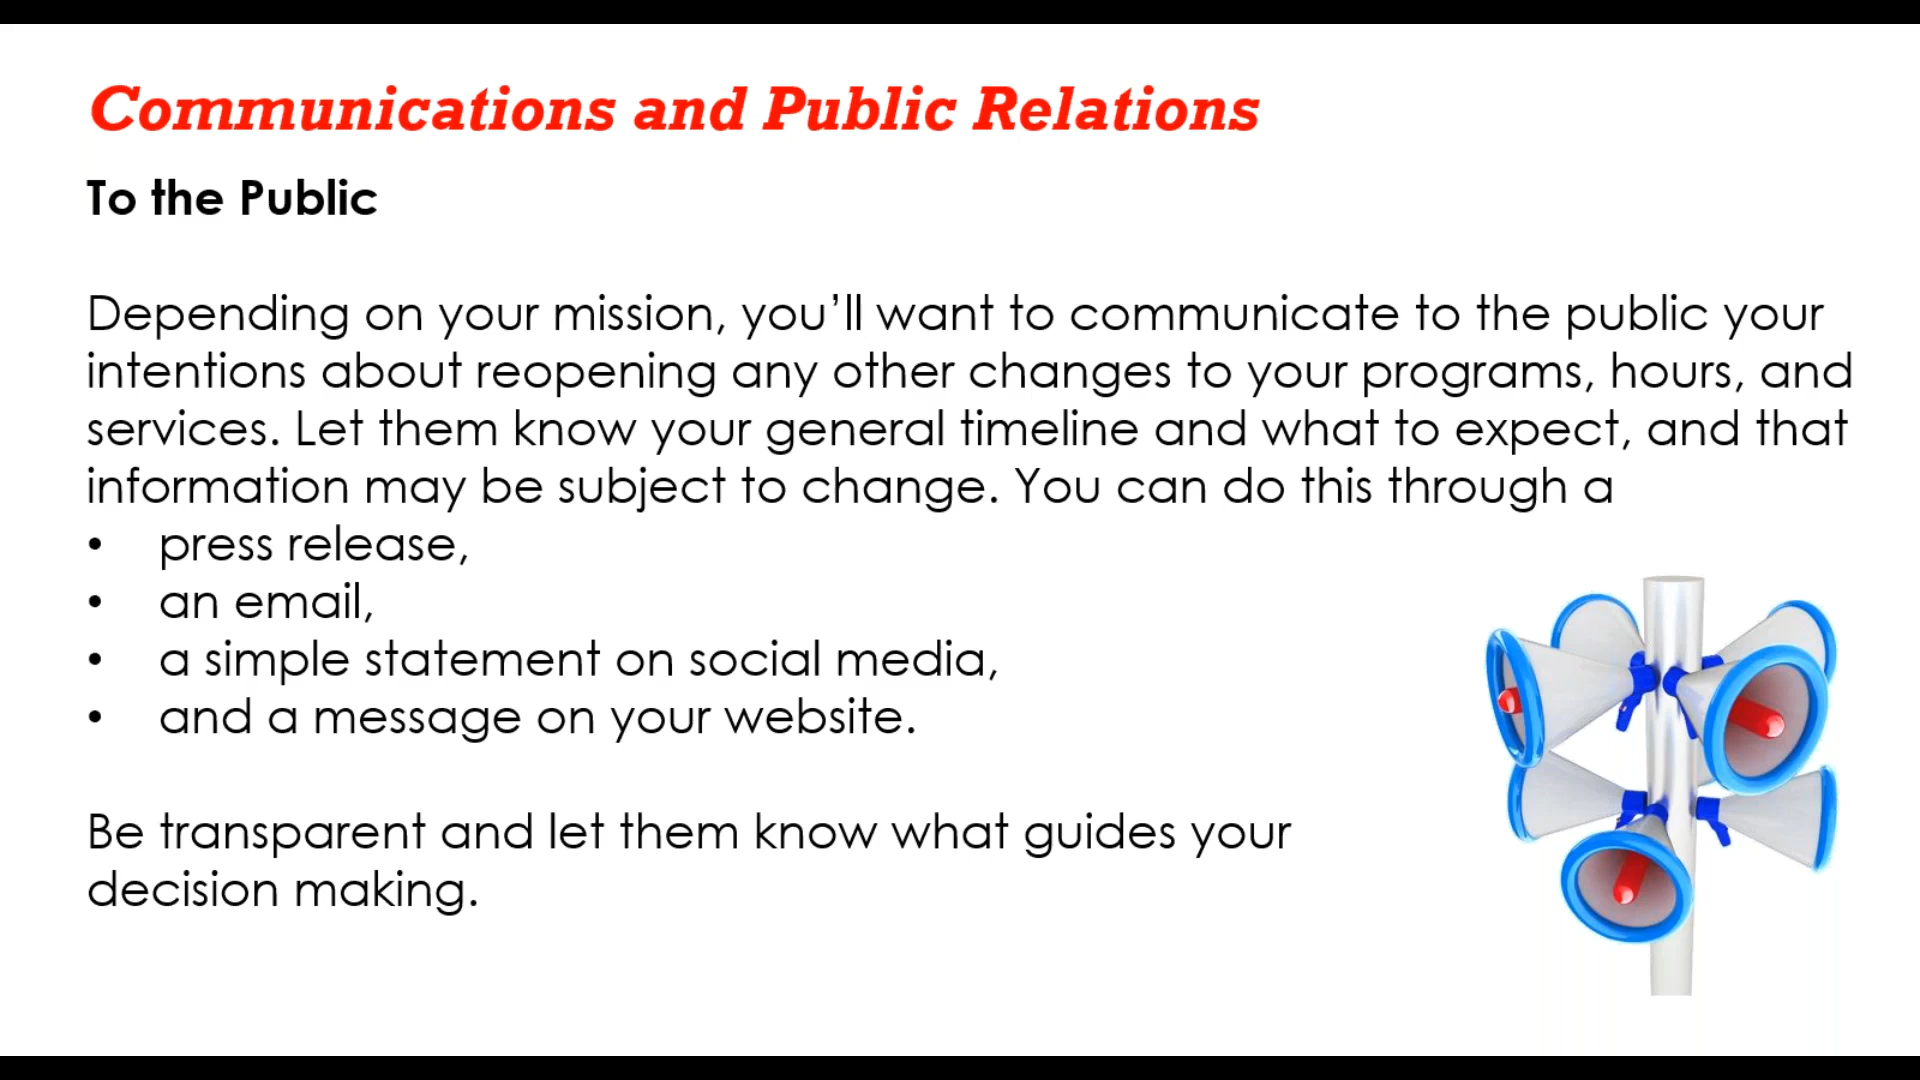 Communications and Public Relations
To the Public
Depending on your mission, you’ll want to communicate to the public your
intentions about reopening any other changes to your programs, hours, and
services. Let them know your general timeline and what to expect, and that
information may be subject to change. You can do this through a
• press release,
• an email,
• a simple statement on social media,
• and a message on your website.
Be transparent and let them know what guides your
decision making.